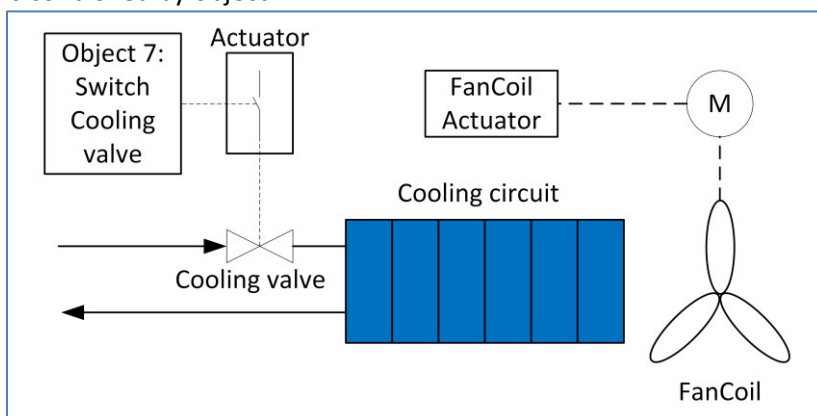 Object 7:
Switch
Cooling
valve
Actuator
FanCoil
Actuator
M
Cooling circuit
Cooling valve
FanCoil